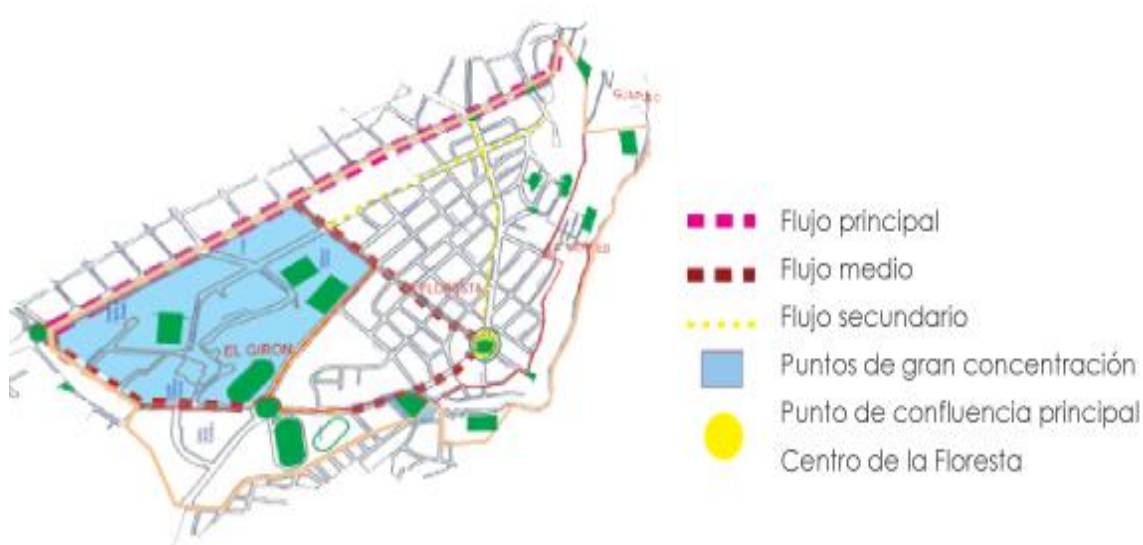 GUAPULO
LA FLORESTA
EL GIRON
Flujo principal
Flujo medio
Flujo secundario
Puntos de gran concentración
Punto de confluencia principal
Centro de la Floresta